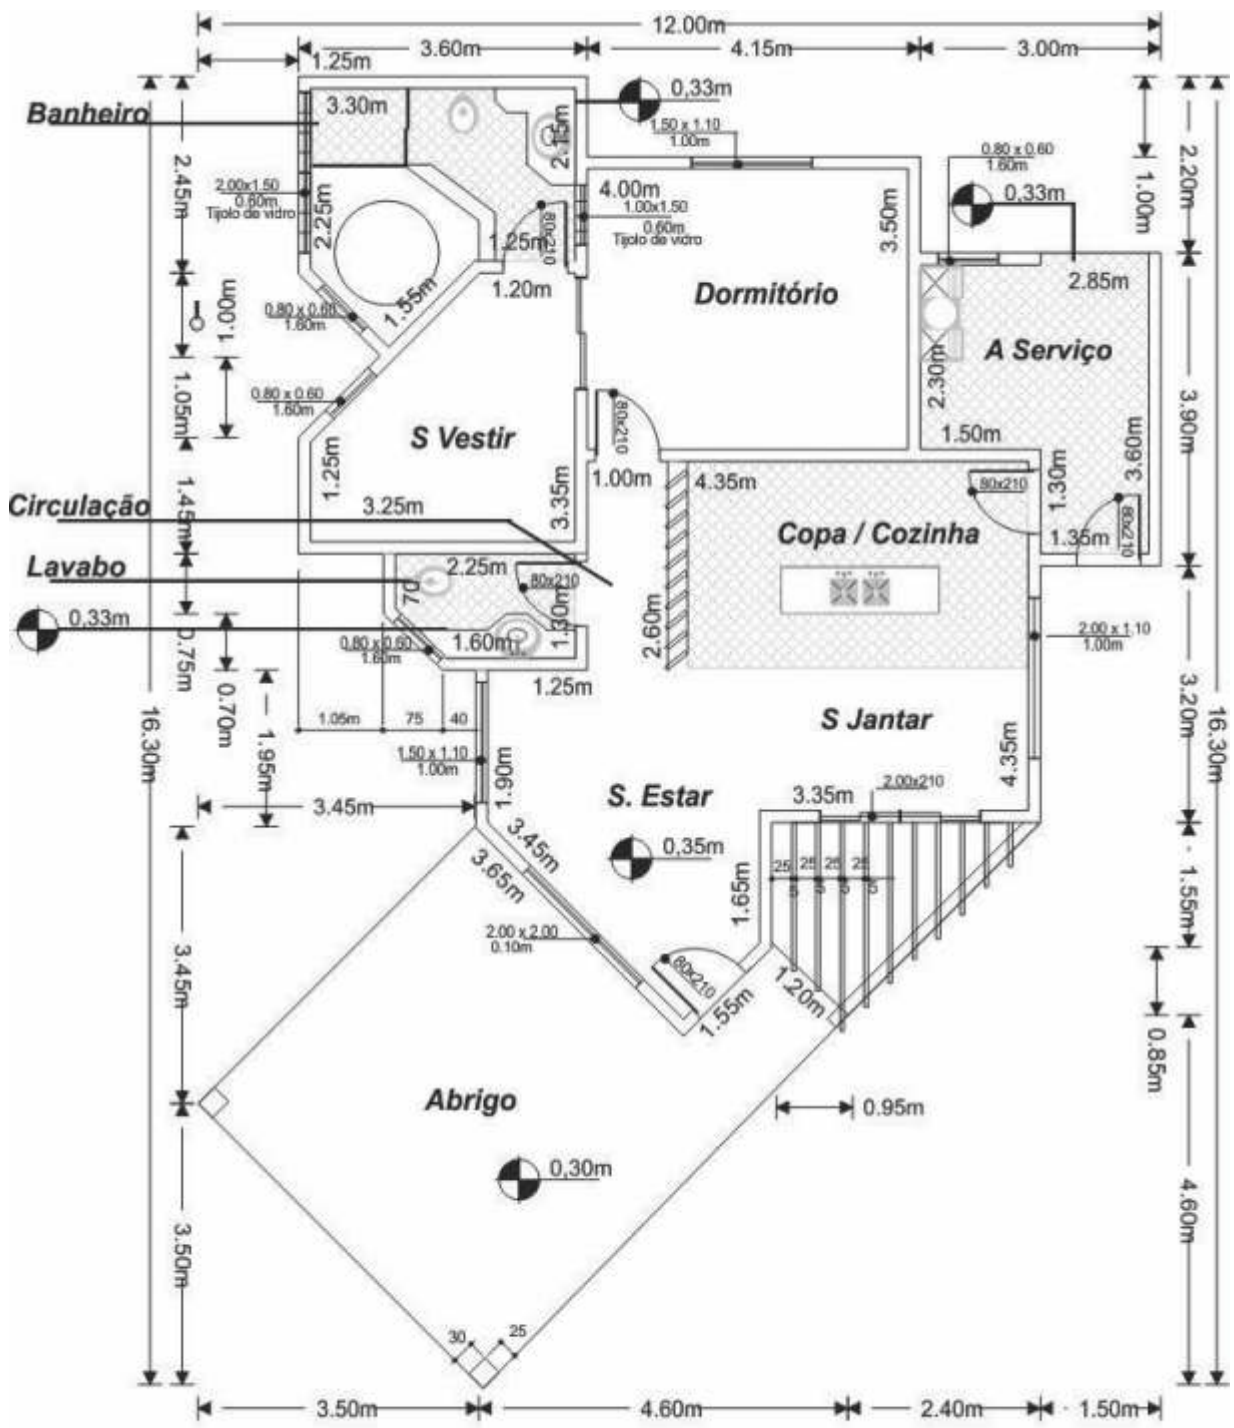 12.00m
3.60m
4.15m
3.00m
1.25m
Banheiro
3.30m
0,33m
1.50 x 1.10
1.00m
2.15m
0.80 x 0.60
1.60m
2.20m
1.00m
2.45m
2.00x1.50
0.60m
Tijolo de vidro
2.25m
4.00m
1.00x1.50
0.60m
Tijolo de vidro
3.50m
0,33m
1.25m
80x210
1.20m
Dormitório
2.85m
A Serviço
1.00m
0.80 x 0.60
1.60m
1.55m
2.30m
1.05m
0.80 x 0.60
1.60m
S Vestir
80x210
1.50m
3.90m
1.25m
3.35m
1.00m
4.35m
80x210
1.30m
3.60m
Circulação
1.45m
3.25m
Copa / Cozinha
1.35m
80x210
Lavabo
2.25m
70
80x210
1.30m
0,33m
1.60m
0.80 x 0.60
1.60m
2.60m
2.00 x 1.10
1.00m
0.75m
0.70m
1.25m
3.20m
16.30m
16.30m
1.95m
1.05m
75
40
S Jantar
1.50 x 1.10
1.00m
1.90m
4.35m
S. Estar
3.35m
2.00x210
3.45m
3.45m
3.65m
0,35m
1.65m
25
25
25
25
1.55m
2.00 x 2.00
0.10m
80x210
1.55m
1.20m
3.45m
0.85m
Abrigo
0.95m
0,30m
4.60m
3.50m
30
25
3.50m
4.60m
2.40m
1.50m